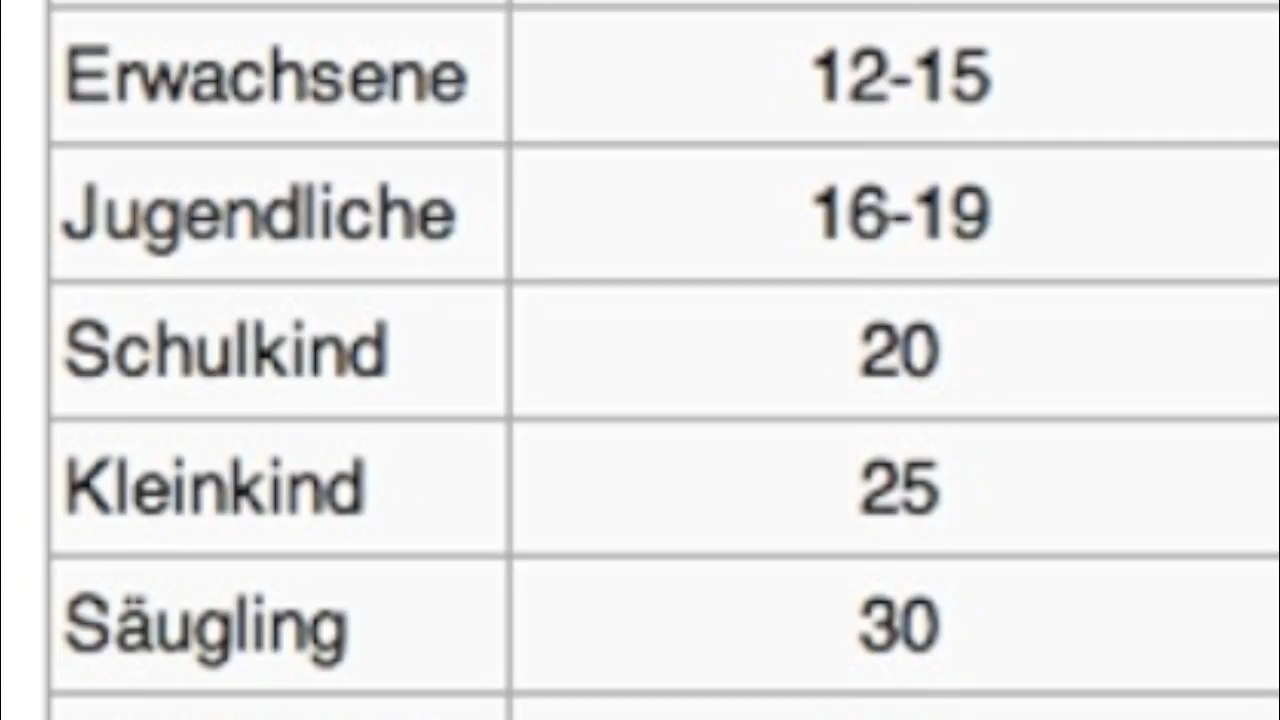 Erwachsene 12-15
Jugendliche 16-19
Schulkind 20
Kleinkind 25
Säugling 30